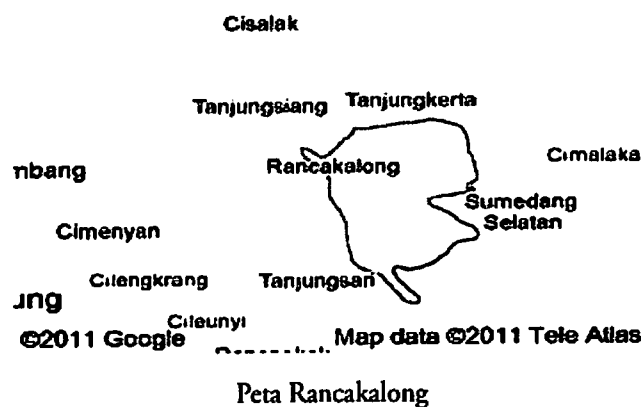 Cisalak
Tanjungsiang Tanjungkerta
Rancakalong
Cimalaka
mbang
Sumedang
Selatan
Cimenyan
Cilengkrang
Tanjungsari
ung
Cileunyi
©2011 Google
Map data ©2011 Tele Atlas
Peta Rancakalong